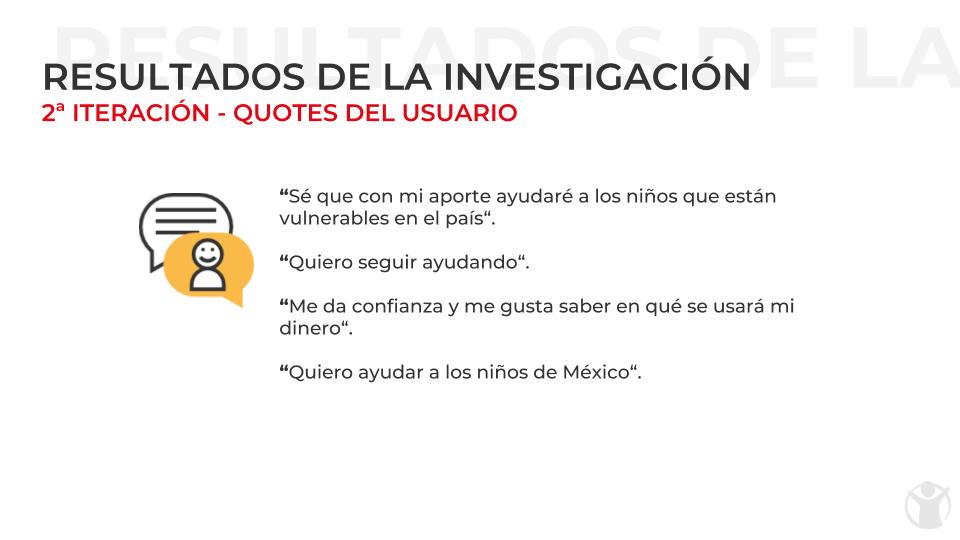 RESULTADOS DE LA
RESULTADOS DE LA INVESTIGACIÓN
2ª ITERACIÓN - QUOTES DEL USUARIO
“Sé que con mi aporte ayudaré a los niños que están
vulnerables en el país“.
“Quiero seguir ayudando“.
“Me da confianza y me gusta saber en qué se usará mi
dinero“.
“Quiero ayudar a los niños de México“.